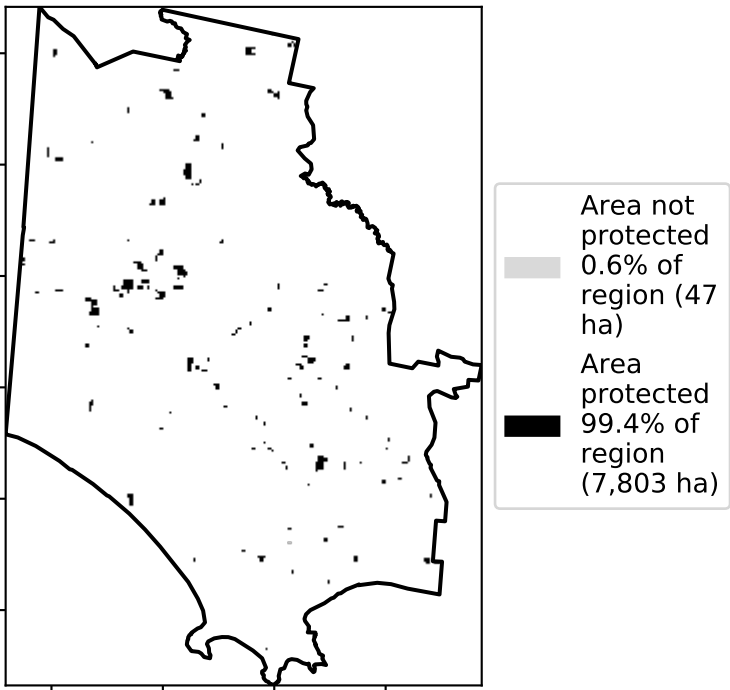 Area not
protected
0.6% of
region (47
ha)
Area
protected
99.4% of
region
(7,803 ha)